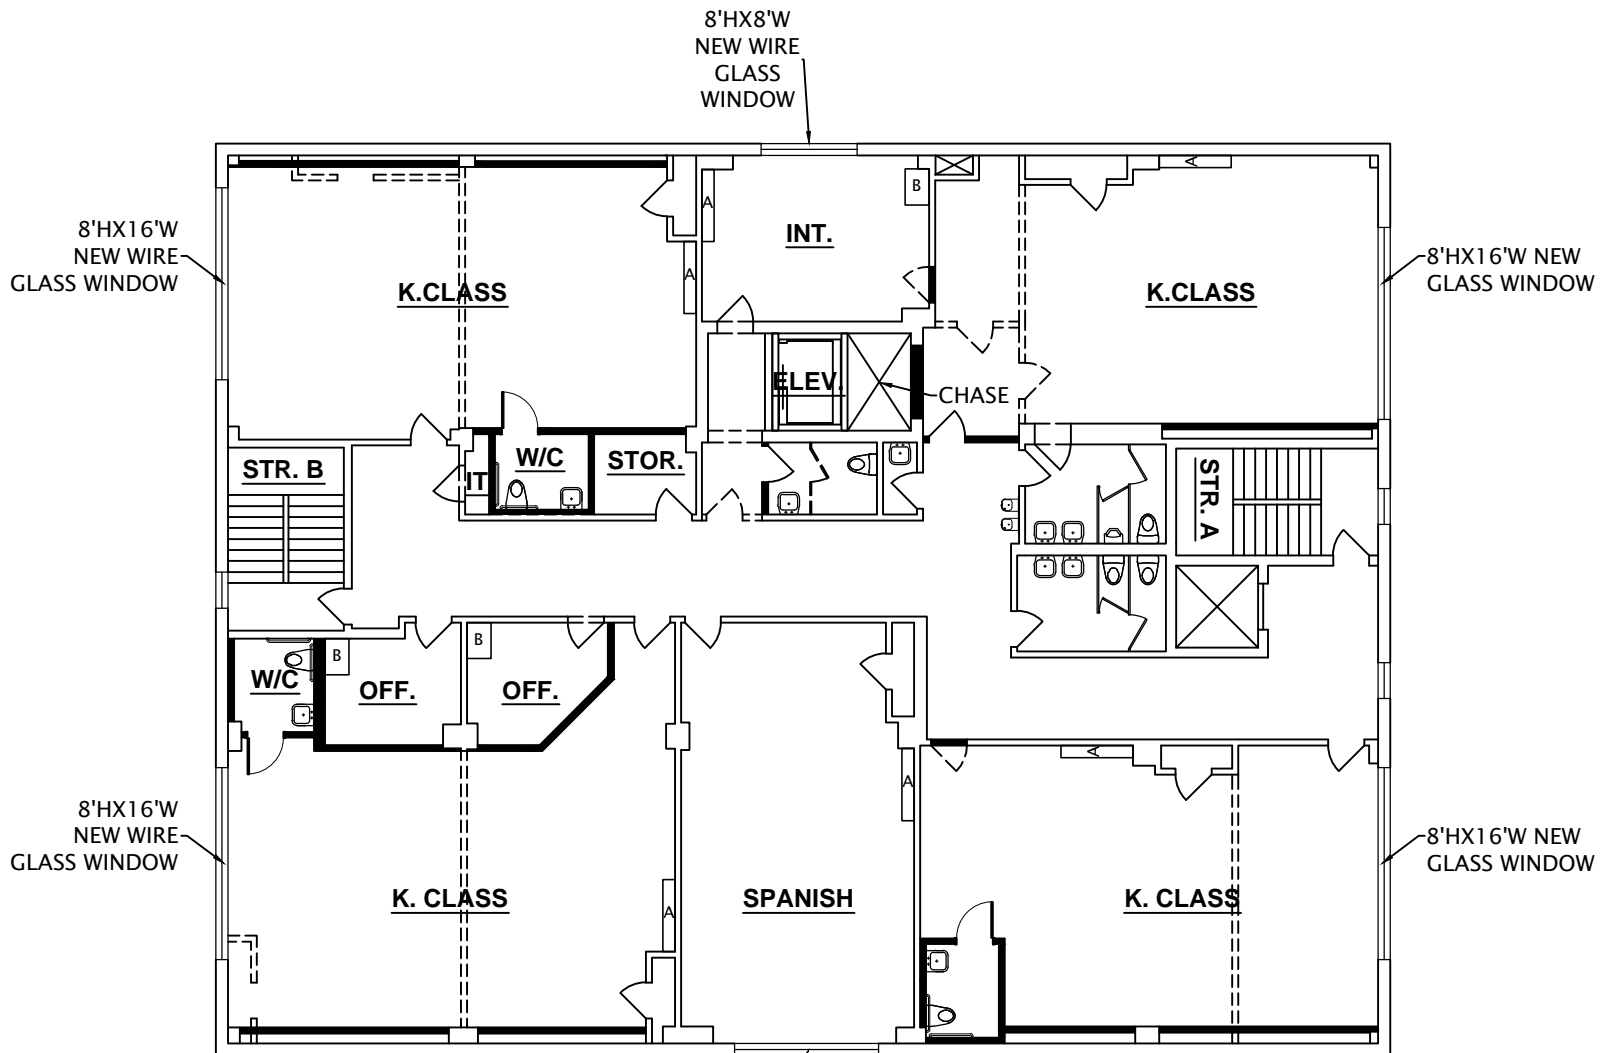 8'HX8'W
NEW WIRE
GLASS
WINDOW
8'HX16'W
NEW WIRE
GLASS WINDOW
K.CLASS
A
A
INT.
B
A
K.CLASS
8'HX16'W NEW
GLASS WINDOW
ELEV.
CHASE
STR. B
IT
W/C
STOR.
STR. A
W/C
B
OFF.
B
OFF.
8'HX16'W
NEW WIRE
GLASS WINDOW
K. CLASS
A
SPANISH
A
A
K. CLASS
8'HX16'W NEW
GLASS WINDOW